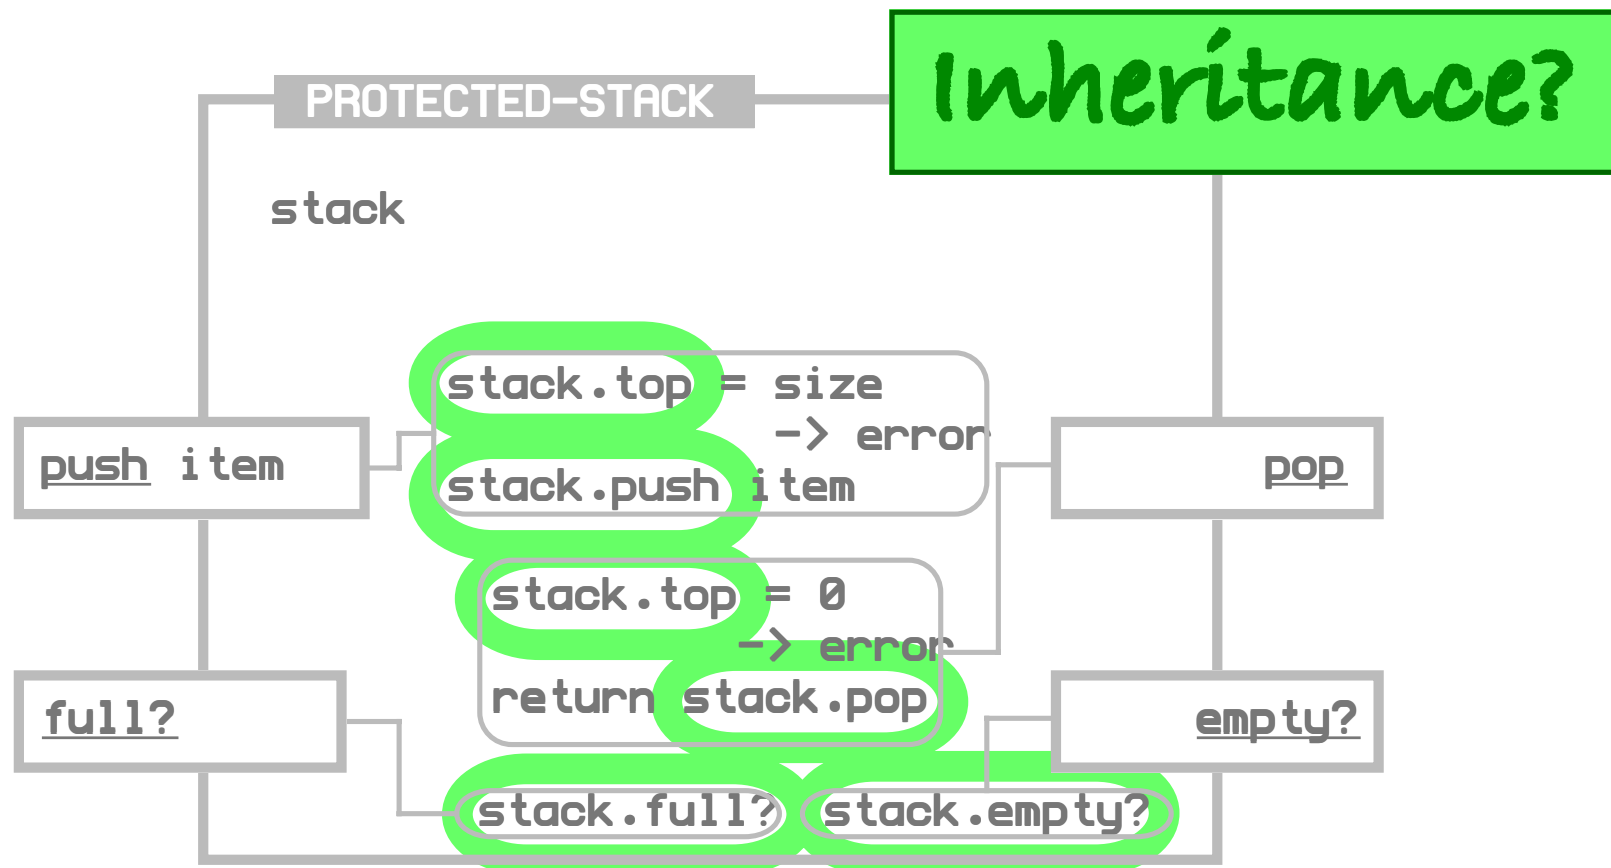 Inheritance?
PROTECTED-STACK
stack
stack.top = size
-> error
stack.push item
push item
pop
stack.top = 0
-> error
return stack.pop
full?
empty?
stack.full?
stack.empty?